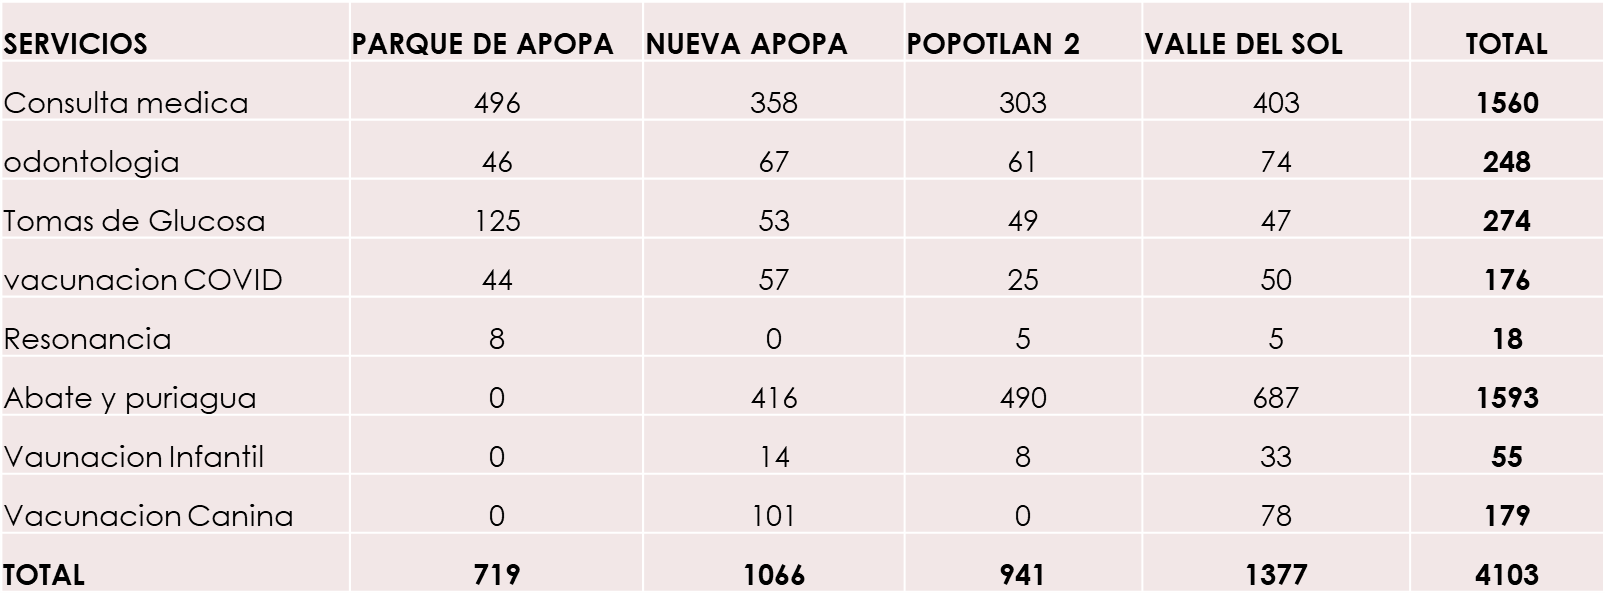 SERVICIOS PARQUE DE APOPA NUEVA APOPA POPOTLAN 2 VALLE DEL SOL TOTAL
Consulta medica 496 358 303 403 1560
odontologia 46 67 61 74 248
Tomas de Glucosa 125 53 49 47 274
vacunacion COVID 44 57 25 50 176
Resonancia 8 0 5 5 18
Abate y puriagua 0 416 490 687 1593
Vaunacion Infantil 0 14 8 33 55
Vacunacion Canina 0 101 0 78 179
TOTAL 719 1066 941 1377 4103